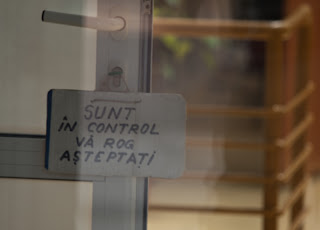 SUNT
ÎN CONTROL
VĂ ROG
AȘTEPTAȚI